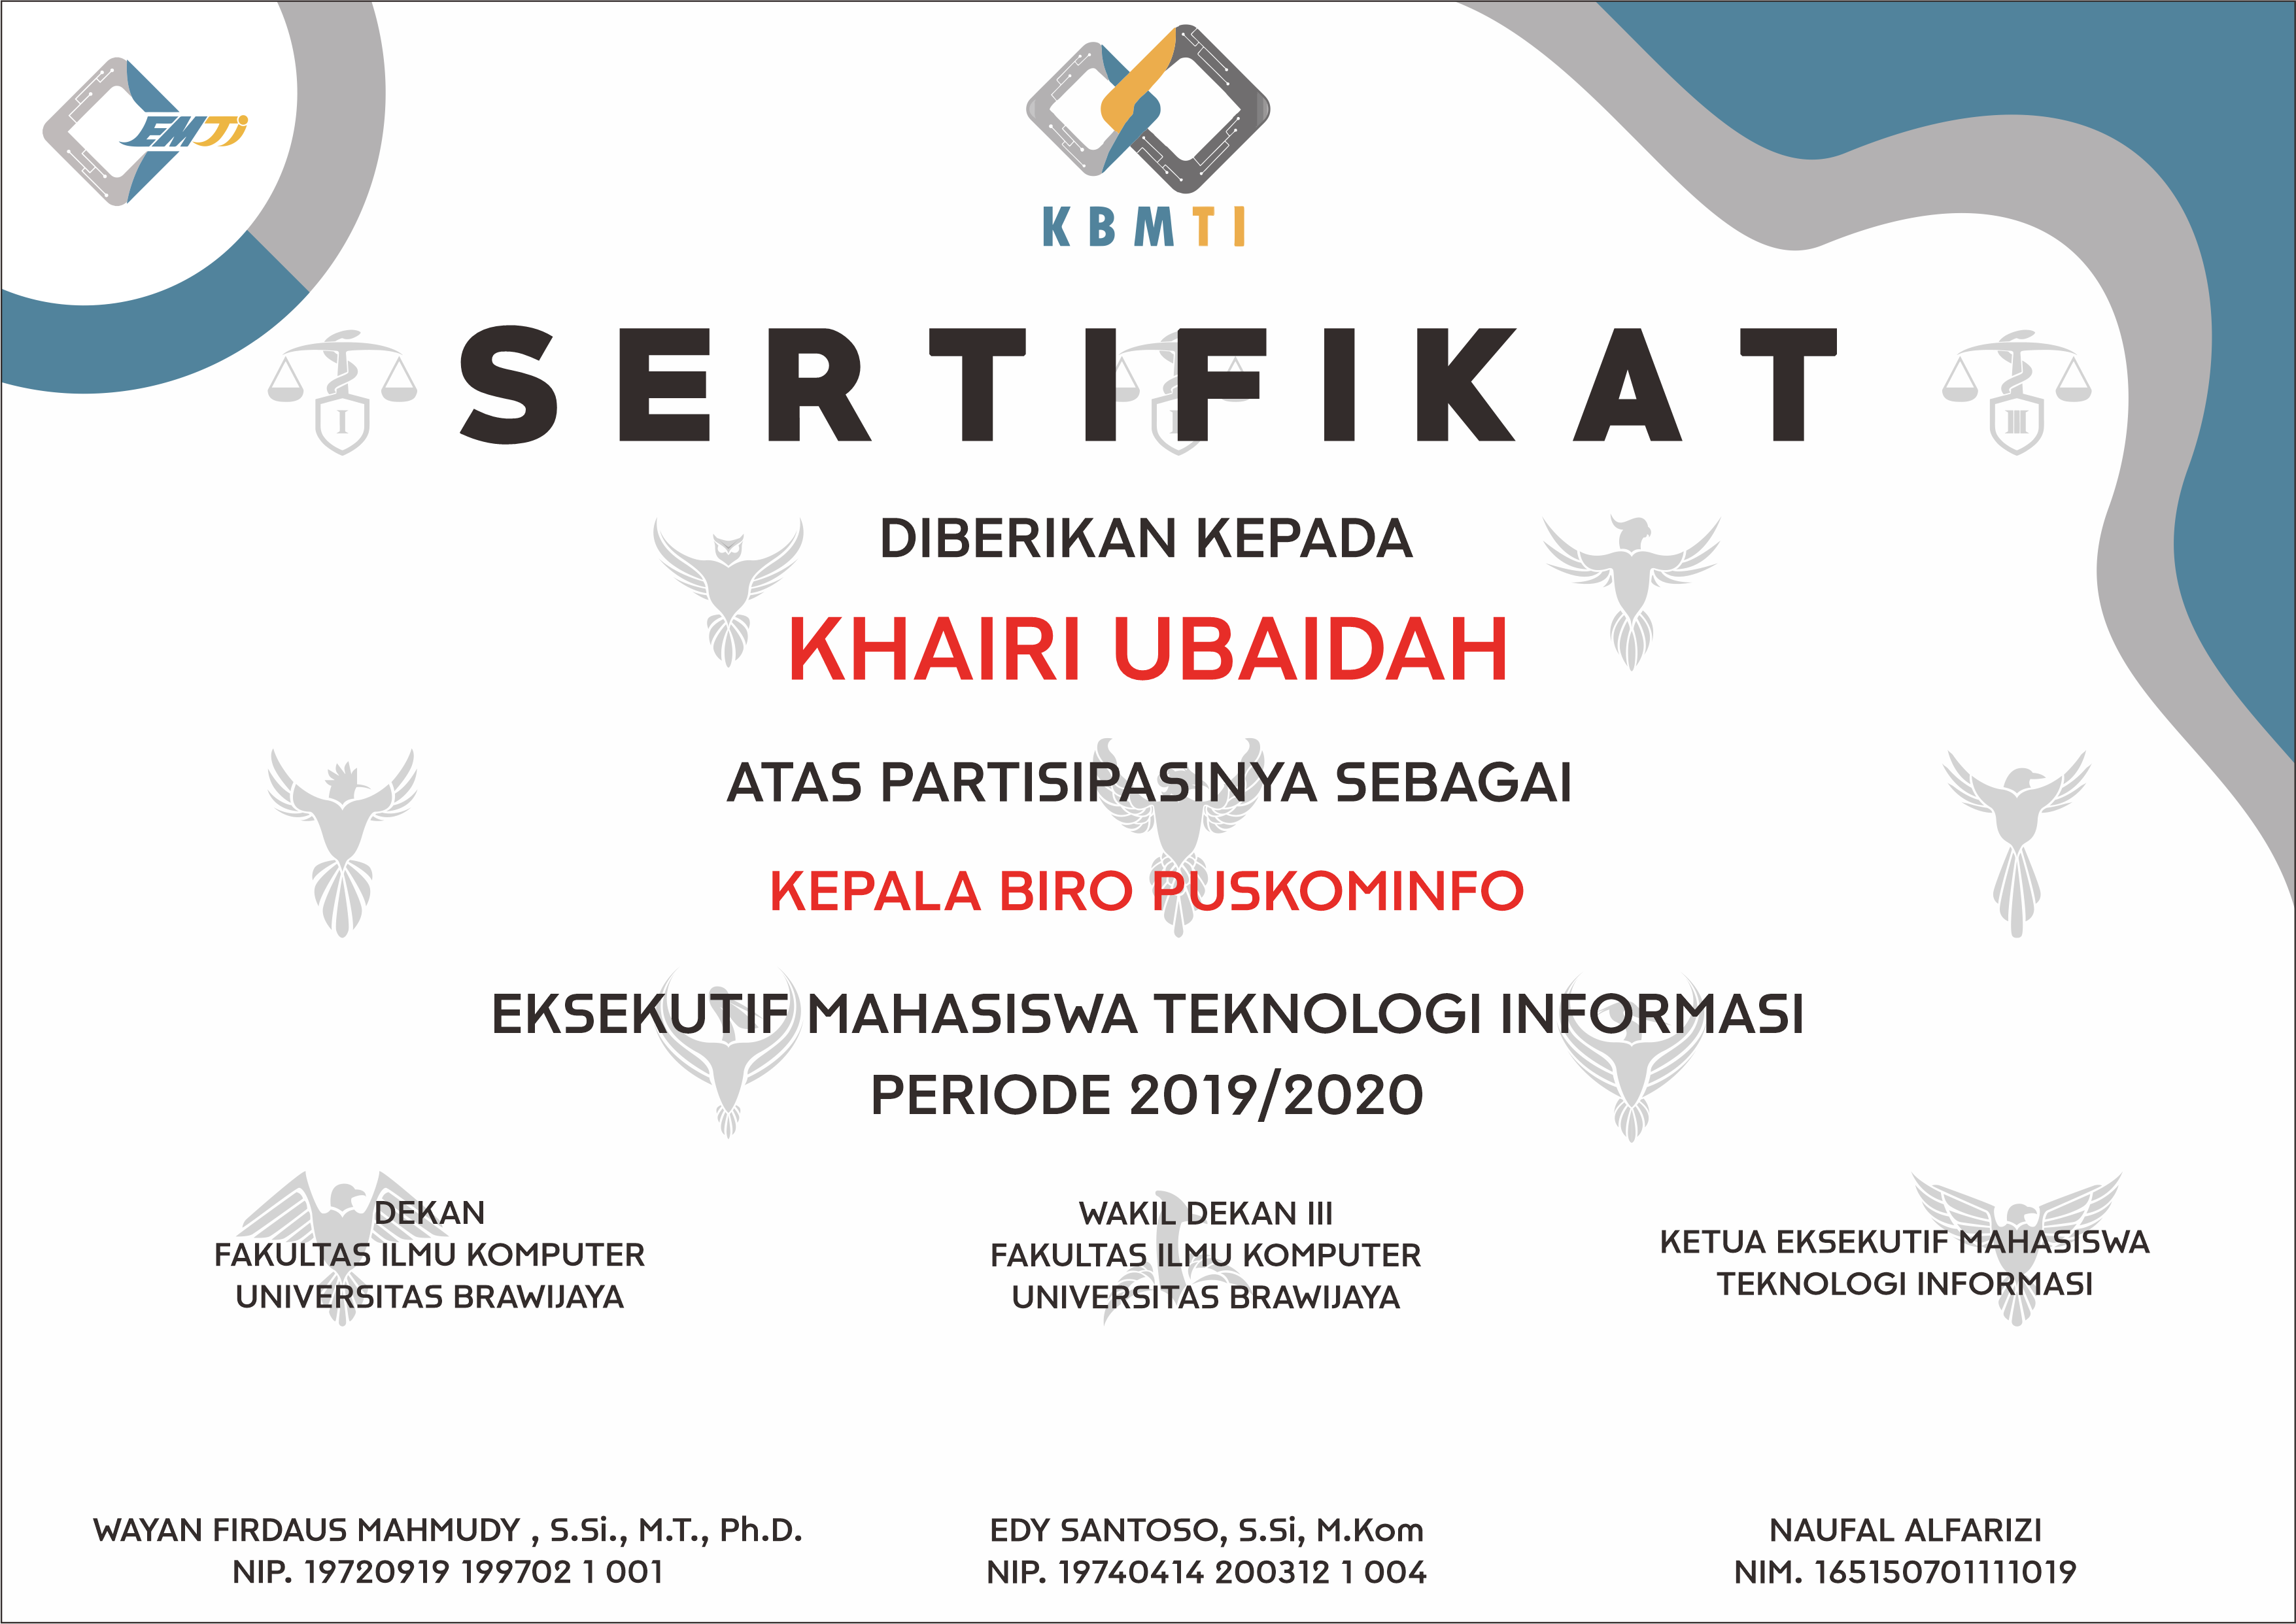 EMTi
KBMTI
SERTIFIKAT
I
I
III
DIBERIKAN KEPADA
KHAIRI UBAIDAH
ATAS PARTISIPASINYA SEBAGAI
KEPALA BIRO PUSKOMINFO
EKSEKUTIF MAHASISWA TEKNOLOGI INFORMASI
PERIODE 2019/2020
DEKAN
FAKULTAS ILMU KOMPUTER
UNIVERSITAS BRAWIJAYA
WAKIL DEKAN III
FAKULTAS ILMU KOMPUTER
UNIVERSITAS BRAWIJAYA
KETUA EKSEKUTIF MAHASISWA
TEKNOLOGI INFORMASI
WAYAN FIRDAUS MAHMUDY , S.Si., M.T., Ph.D.
NIP. 19720919 199702 1 001
EDY SANTOSO, S.Si, M.Kom
NIP. 19740414 200312 1 004
NAUFAL ALFARIZI
NIM. 165150701111019